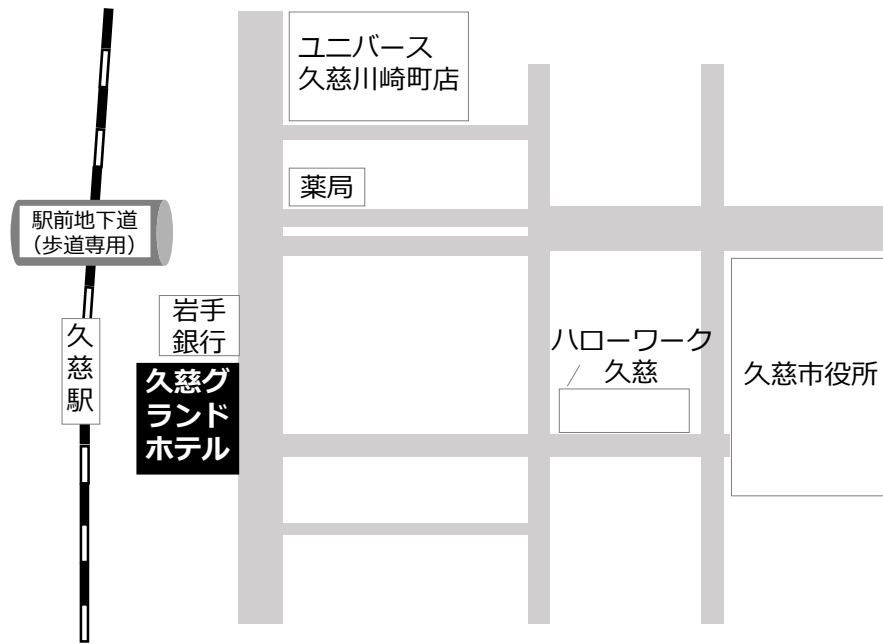 ユニバース
久慈川崎町店
薬局
駅前地下道
（歩道専用）
岩手
銀行
久慈駅
久慈グ
ランド
ホテル
ハローワーク
久慈
久慈市役所